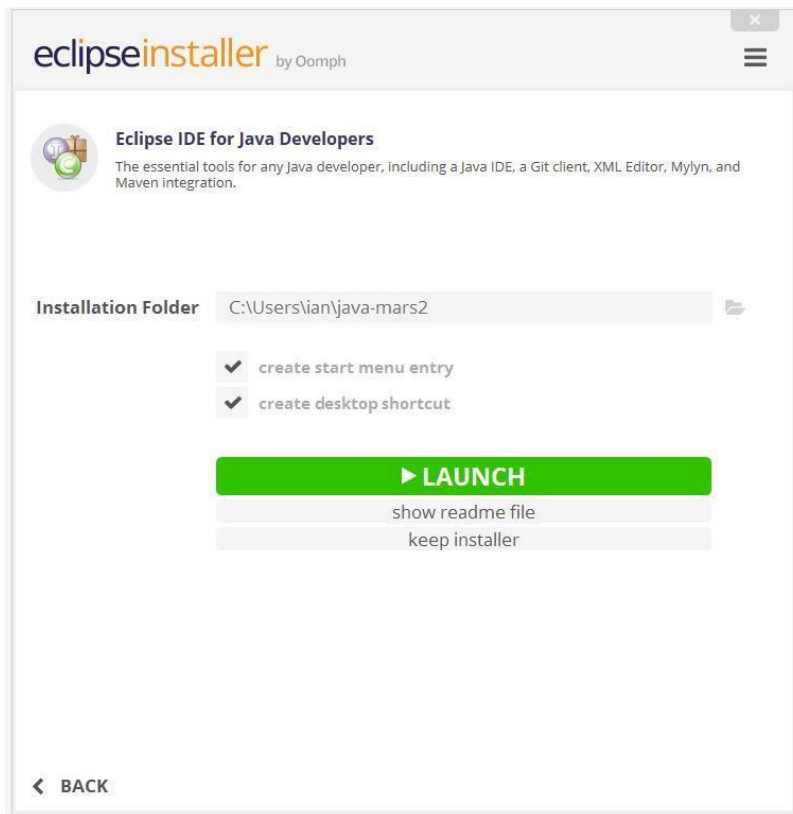 eclipseinstaller by Oomph
Eclipse IDE for Java Developers
The essential tools for any Java developer, including a Java IDE, a Git client, XML Editor, Mylyn, and
Maven integration.
Installation Folder C:\Users\ian\java-mars2
create start menu entry
create desktop shortcut
LAUNCH
show readme file
keep installer
BACK